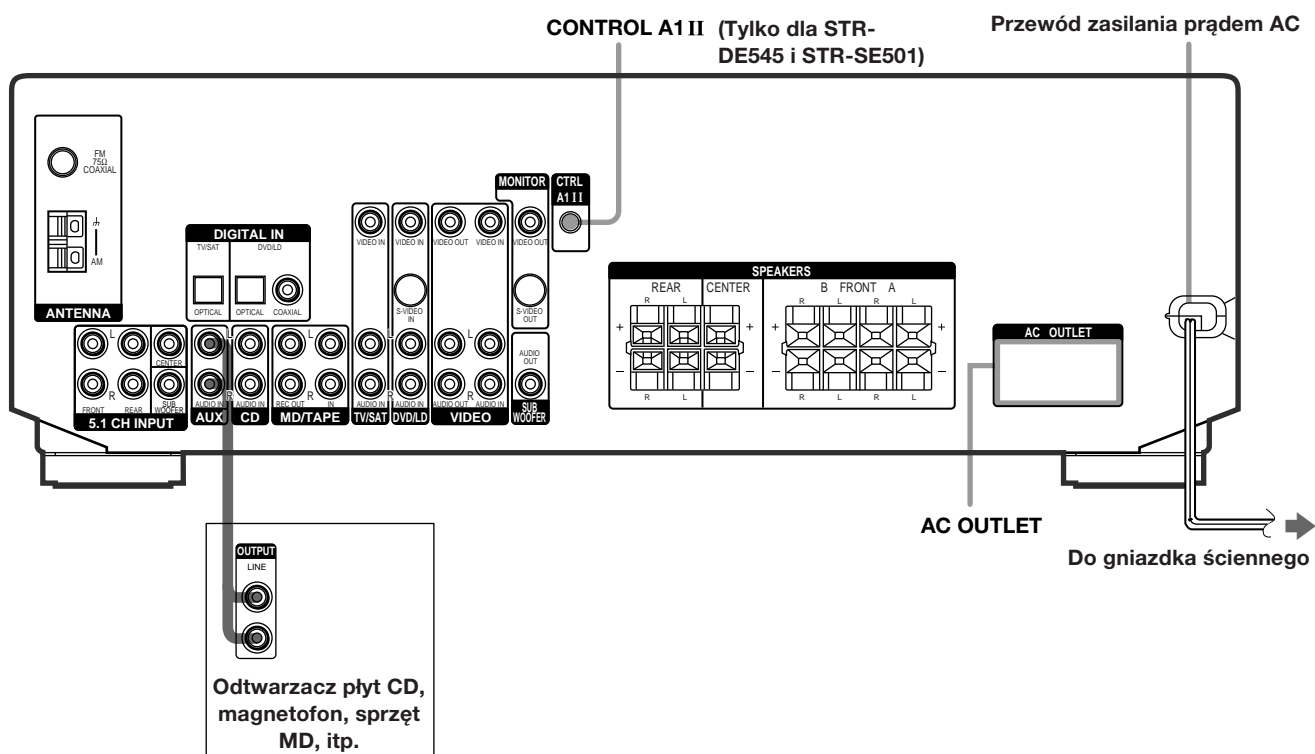 CONTROL A1II (Tylko dla STR-
DE545 i STR-SE501)
Przewód zasilania prądem AC
FM
75Ω
COAXIAL
AM
ANTENNA
DIGITAL IN
TV/SAT DVD/LD
OPTICAL OPTICAL COAXIAL
MONITOR
CTRL
A1II
VIDEO IN VIDEO IN VIDEO OUT VIDEO IN VIDEO OUT
S-VIDEO
IN
S-VIDEO
OUT
AUDIO
OUT
L L L L L
CENTER
R R R R R
FRONT REAR SUB
WOOFER
AUDIO IN AUDIO IN REC OUT IN AUDIO IN AUDIO IN AUDIO OUT AUDIO IN
5.1 CH INPUT AUX CD MD/TAPE TV/SAT DVD/LD VIDEO SUB
WOOFER
SPEAKERS
REAR CENTER B FRONT A
R L R L R L
+ + + +
– – – –
R L R L R L
AC OUTLET
AC OUTLET
Do gniazdka ściennego
OUTPUT
LINE
Odtwarzacz płyt CD,
magnetofon, sprzęt
MD, itp.